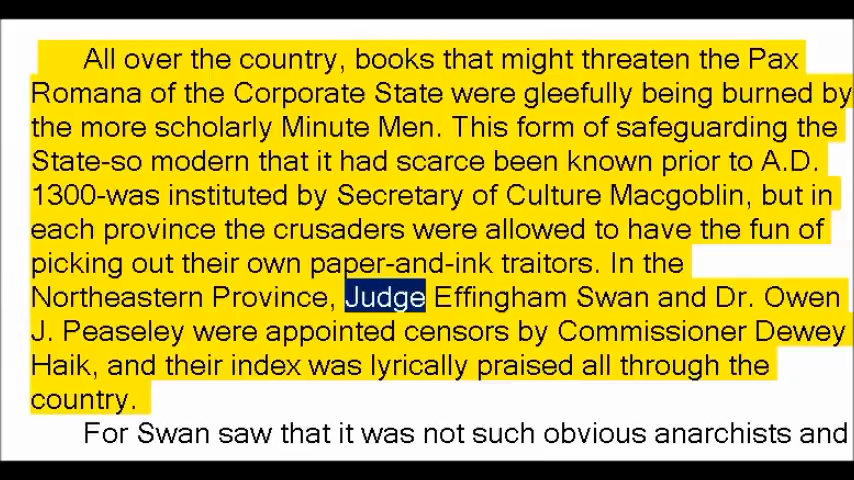 All over the country, books that might threaten the Pax
Romana of the Corporate State were gleefully being burned by
the more scholarly Minute Men. This form of safeguarding the
State-so modern that it had scarce been known prior to A.D.
1300-was instituted by Secretary of Culture Macgoblin, but in
each province the crusaders were allowed to have the fun of
picking out their own paper-and-ink traitors. In the
Northeastern Province, Judge Effingham Swan and Dr. Owen
J. Peaseley were appointed censors by Commissioner Dewey
Haik, and their index was lyrically praised all through the
country.
For Swan saw that it was not such obvious anarchists and